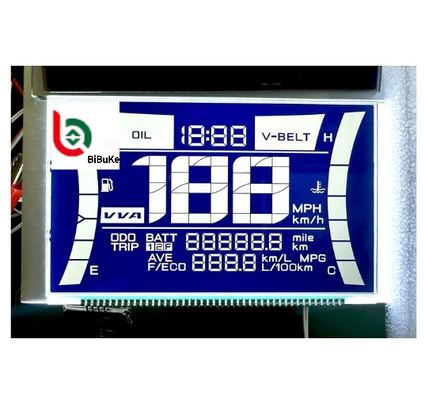 OIL 18:88 V-BELT H
BiBuKe
188
VVA MPH
km/h
ODO BATT 88888.8 mile
TRIP 12F km
AVE 888.8 km/L MPG
F/ECO L/100km
E C